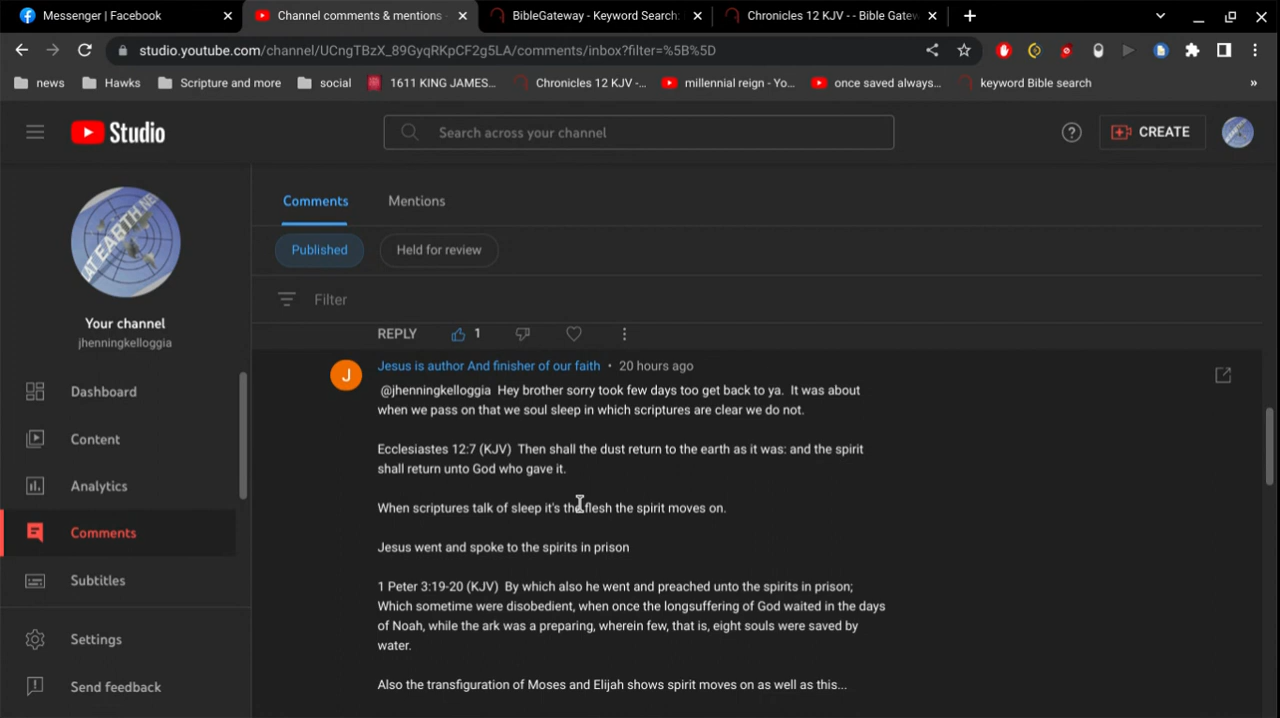 Messenger | Facebook
Channel comments & mentions -
BibleGateway - Keyword Search:
Chronicles 12 KJV - - Bible Gatew
studio.youtube.com/channel/UCngTBzX_89GyqRKpCF2g5LA/comments/inbox?filter=%5B%5D
news
Hawks
Scripture and more
social
1611 KING JAMES...
Chronicles 12 KJV -...
millennial reign - Yo...
once saved always...
keyword Bible search
»
Studio
Search across your channel
CREATE
AT EARTH NE
Your channel
jhenningkelloggia
Dashboard
Content
Analytics
Comments
Subtitles
Settings
Send feedback
Comments
Mentions
Published
Held for review
Filter
REPLY
1
J
Jesus is author And finisher of our faith • 20 hours ago
@jhenningkelloggia Hey brother sorry took few days too get back to ya. It was about
when we pass on that we soul sleep in which scriptures are clear we do not.
Ecclesiastes 12:7 (KJV) Then shall the dust return to the earth as it was: and the spirit
shall return unto God who gave it.
When scriptures talk of sleep it's the flesh the spirit moves on.
Jesus went and spoke to the spirits in prison
1 Peter 3:19-20 (KJV) By which also he went and preached unto the spirits in prison;
Which sometime were disobedient, when once the longsuffering of God waited in the days
of Noah, while the ark was a preparing, wherein few, that is, eight souls were saved by
water.
Also the transfiguration of Moses and Elijah shows spirit moves on as well as this...